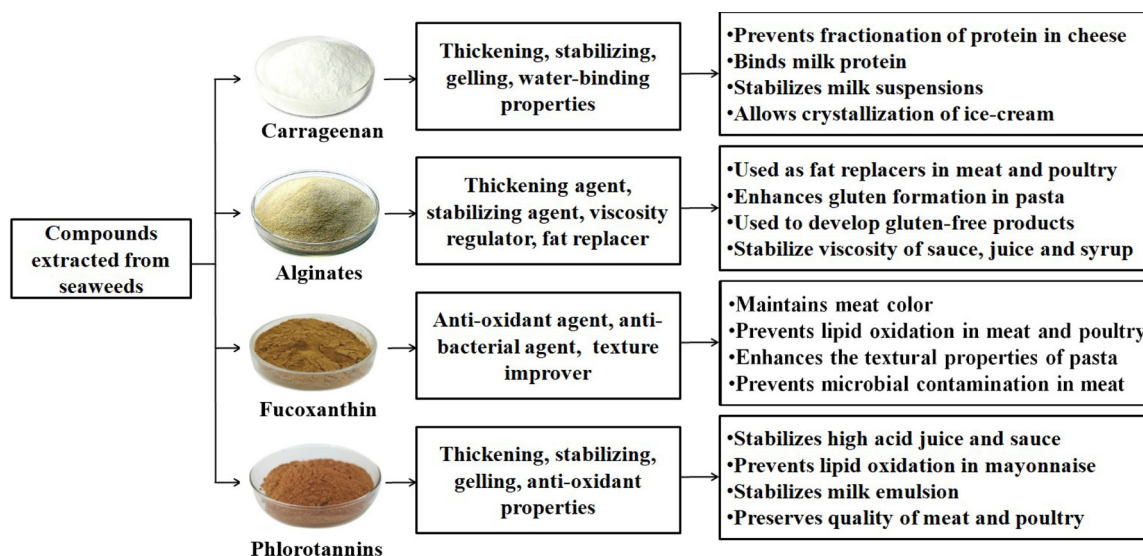 Compounds
extracted from
seaweeds
Carrageenan
Thickening, stabilizing,
gelling, water-binding
properties
•Prevents fractionation of protein in cheese
•Binds milk protein
•Stabilizes milk suspensions
•Allows crystallization of ice-cream
Alginates
Thickening agent,
stabilizing agent, viscosity
regulator, fat replacer
•Used as fat replacers in meat and poultry
•Enhances gluten formation in pasta
•Used to develop gluten-free products
•Stabilize viscosity of sauce, juice and syrup
Fucoxanthin
Anti-oxidant agent, anti-
bacterial agent, texture
improver
•Maintains meat color
•Prevents lipid oxidation in meat and poultry
•Enhances the textural properties of pasta
•Prevents microbial contamination in meat
Phlorotannins
Thickening, stabilizing,
gelling, anti-oxidant
properties
•Stabilizes high acid juice and sauce
•Prevents lipid oxidation in mayonnaise
•Stabilizes milk emulsion
•Preserves quality of meat and poultry